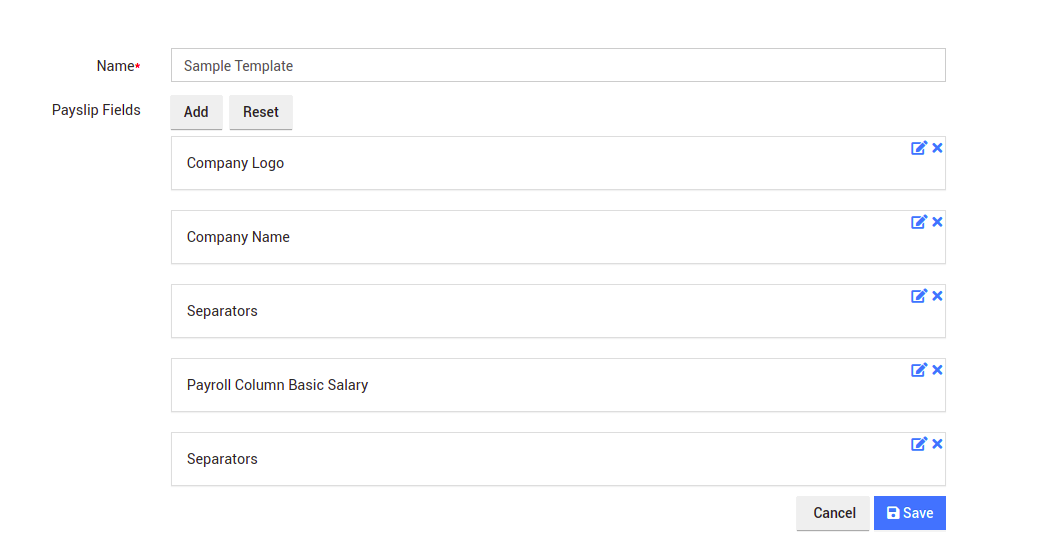 Name* Sample Template
Payslip Fields Add Reset
Company Logo
Company Name
Separators
Payroll Column Basic Salary
Separators
Cancel Save